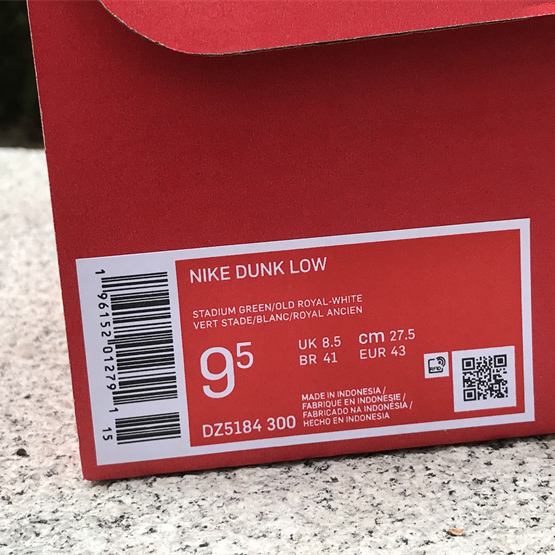 NIKE DUNK LOW
STADIUM GREEN/OLD ROYAL-WHITE
VERT STADE/BLANC/ROYAL ANCIEN
9⁵
UK 8.5 cm 27.5
BR 41 EUR 43
MADE IN INDONESIA /
FABRIQUE EN INDONESIE /
FABRICADO NA INDONÉSIA /
HECHO EN INDONESIA
DZ5184 300
1 96152 01279 1 15